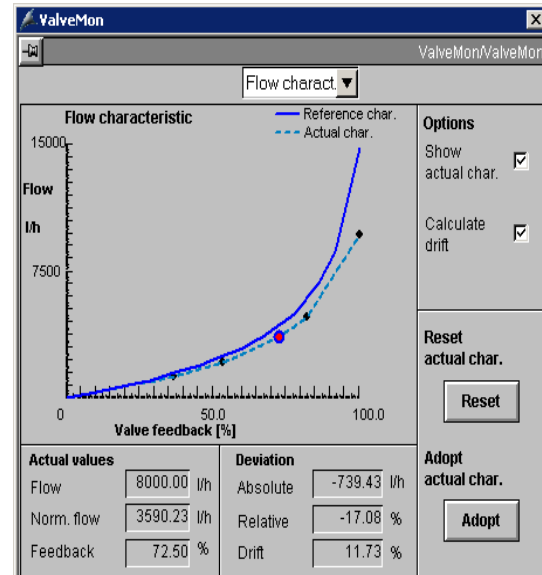 ValveMon
ValveMon/ValveMon
Flow charact.
Flow characteristic
Reference char.
Actual char.
15000
Flow
l/h
7500
0
50.0
100.0
Valve feedback [%]
Options
Show
actual char.
Calculate
drift
Reset
actual char.
Reset
Adopt
actual char.
Adopt
Actual values
Flow 8000.00 l/h
Norm. flow 3590.23 l/h
Feedback 72.50 %
Deviation
Absolute -739.43 l/h
Relative -17.08 %
Drift 11.73 %